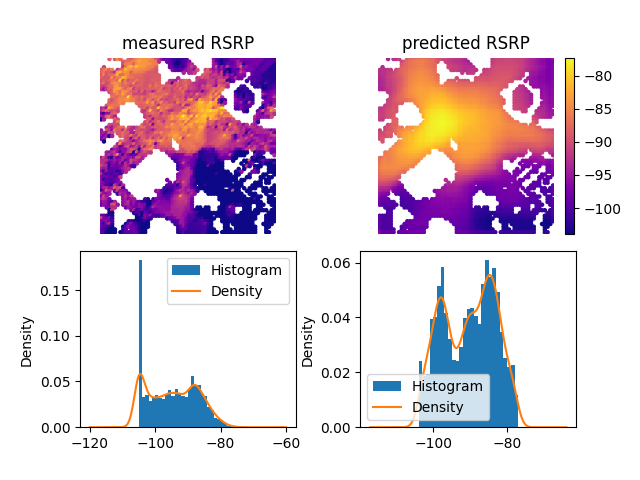 measured RSRP
predicted RSRP
−80
−85
−90
−95
−100
Density
0.15
0.10
0.05
0.00
−120
−100
−80
−60
Histogram
Density
Density
0.06
0.04
0.02
0.00
−100
−80
Histogram
Density